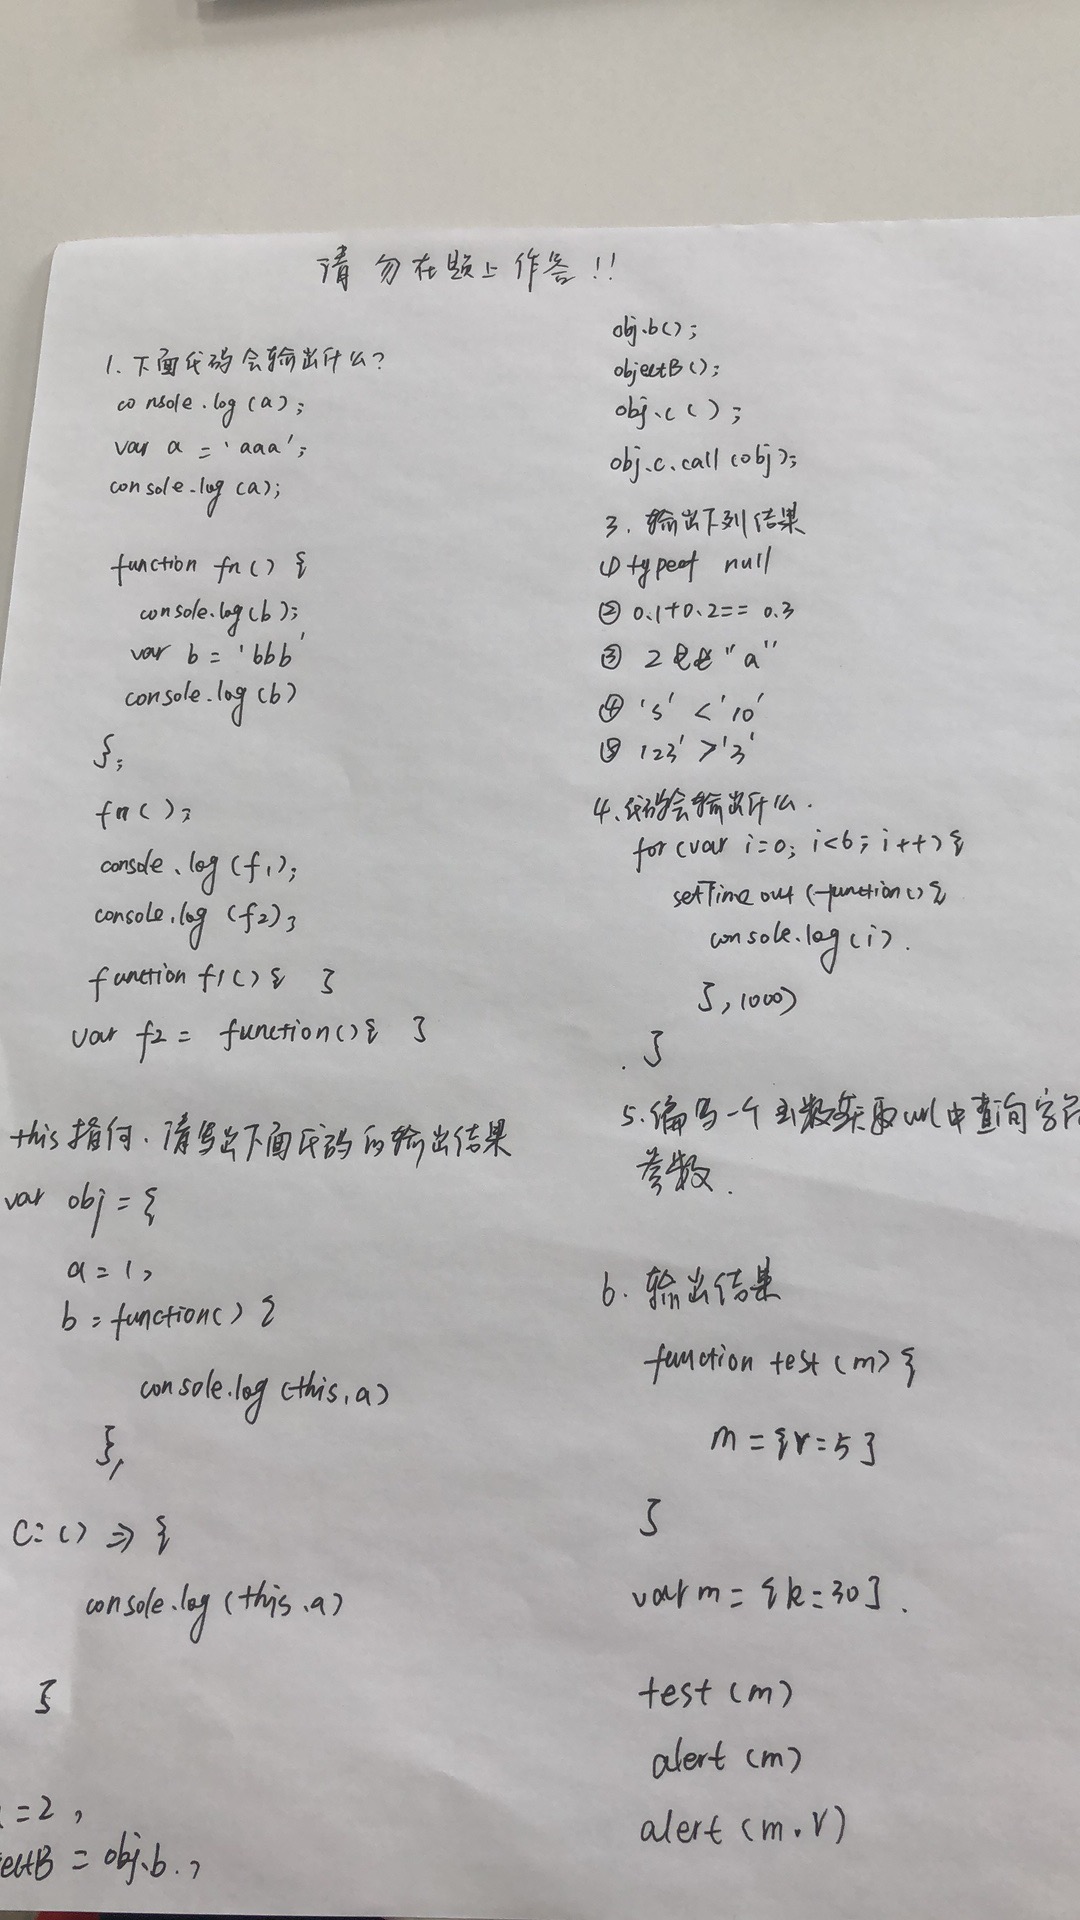 请勿在题上作答!!
1. 下面代码会输出什么?
console.log(a);
var a = 'aaa';
console.log(a);
function fn() {
console.log(b);
var b = 'bbb'
console.log(b)
};
fn();
console.log(f1);
console.log(f2);
function f1() { }
var f2 = function() { }
this指向. 请写出下面代码的输出结果
var obj = {
a = 1,
b = function() {
console.log(this.a)
},
c: () => {
console.log(this.a)
}
=2,
ectB = obj.b.,
obj.b();
objectB();
obj.c();
obj.c.call(obj);
3. 输出下列结果
① typeof null
② 0.1+0.2== 0.3
③ 2 && "a"
④ '5' < '10'
⑤ 123' > '3'
4. 代码会输出什么.
for(var i=0; i<6; i++) {
setTimeout(function() {
console.log(i).
}, 1000)
}
5. 编写一个函数获取url中查询字符
参数.
6. 输出结果
function test(m) {
m = {v=5}
}
var m = {k=30}.
test(m)
alert(m)
alert(m.v)